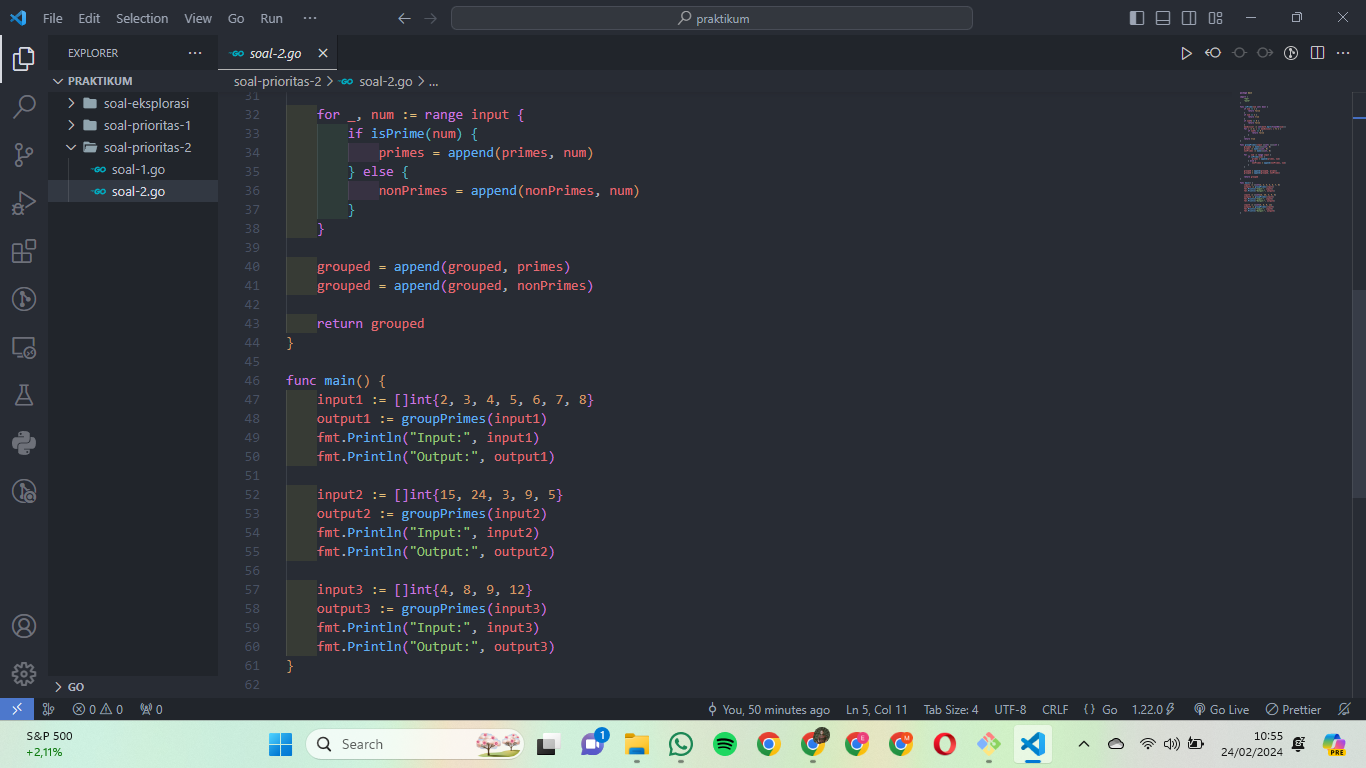 File Edit Selection View Go Run ···
praktikum
EXPLORER ···
PRAKTIKUM
soal-eksplorasi
soal-prioritas-1
soal-prioritas-2
soal-1.go
soal-2.go
GO
soal-2.go
soal-prioritas-2 > soal-2.go > ...
31
32 for _, num := range input {
33 if isPrime(num) {
34 primes = append(primes, num)
35 } else {
36 nonPrimes = append(nonPrimes, num)
37 }
38 }
39
40 grouped = append(grouped, primes)
41 grouped = append(grouped, nonPrimes)
42
43 return grouped
44 }
45
46 func main() {
47 input1 := []int{2, 3, 4, 5, 6, 7, 8}
48 output1 := groupPrimes(input1)
49 fmt.Println("Input:", input1)
50 fmt.Println("Output:", output1)
51
52 input2 := []int{15, 24, 3, 9, 5}
53 output2 := groupPrimes(input2)
54 fmt.Println("Input:", input2)
55 fmt.Println("Output:", output2)
56
57 input3 := []int{4, 8, 9, 12}
58 output3 := groupPrimes(input3)
59 fmt.Println("Input:", input3)
60 fmt.Println("Output:", output3)
61 }
62
0 0 0 You, 50 minutes ago Ln 5, Col 11 Tab Size: 4 UTF-8 CRLF {} Go 1.22.0 Go Live Prettier
S&P 500
+2,11%
Search
1
10:55
24/02/2024
PRE